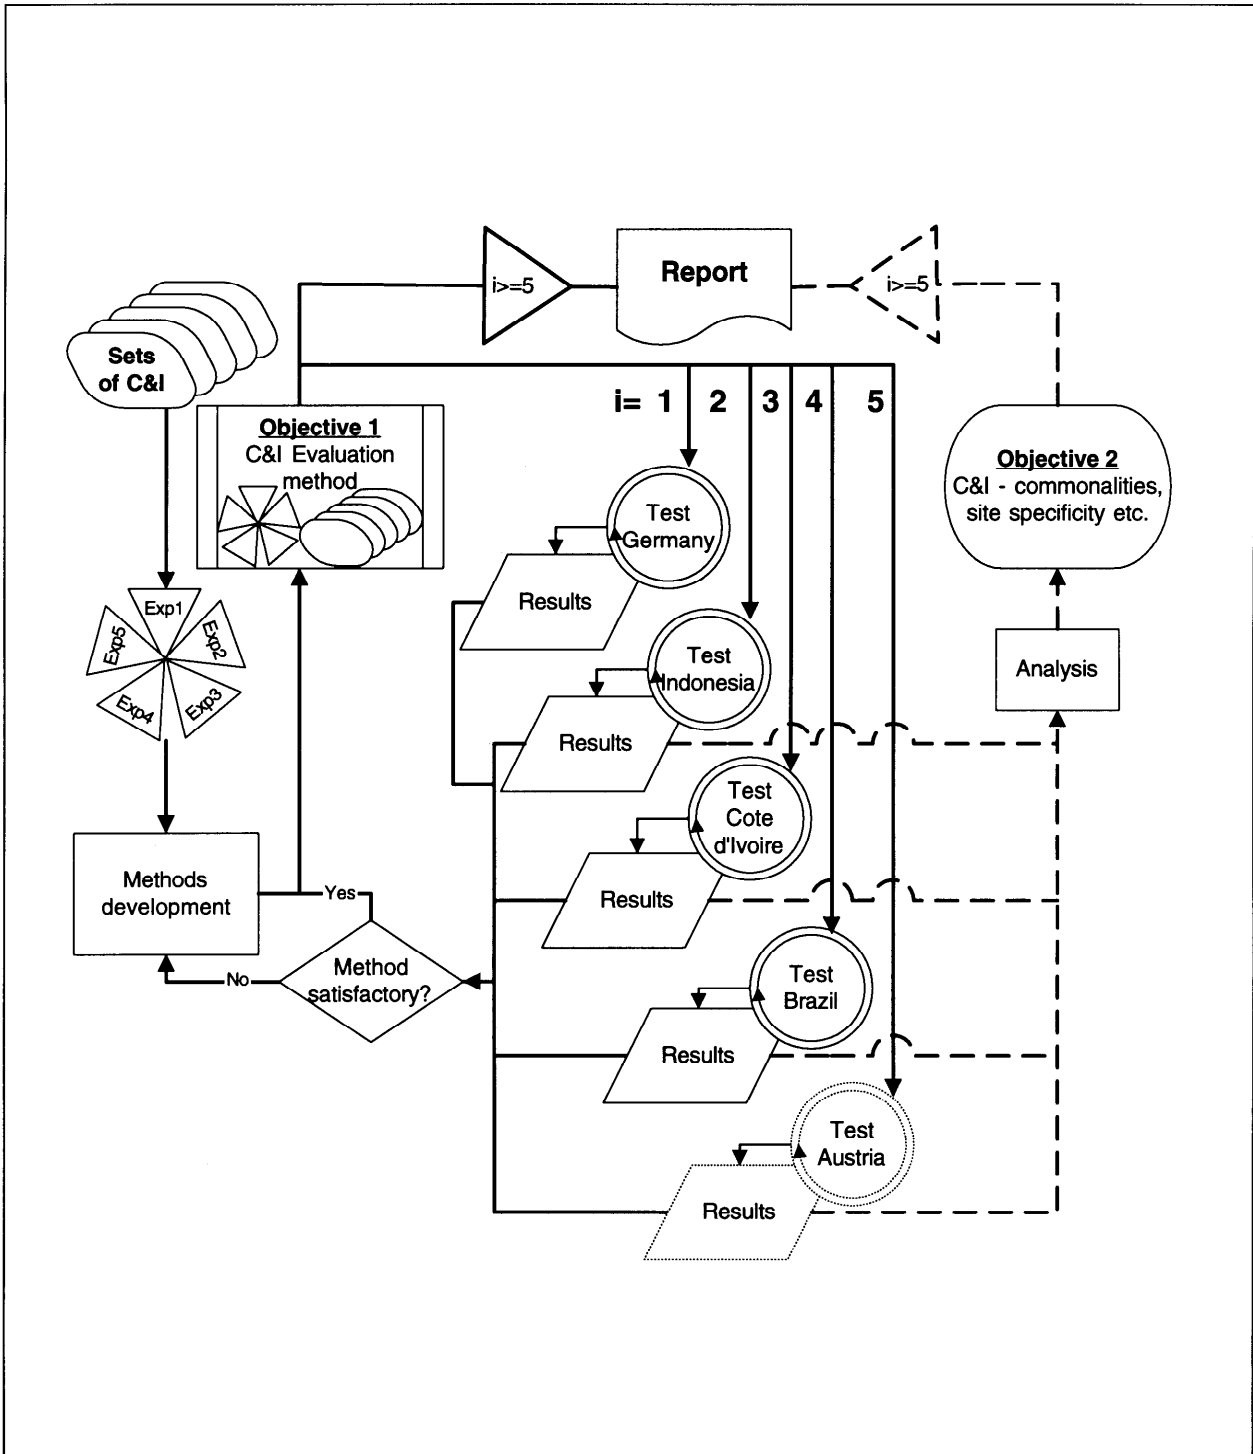 Report
i>=5
i>=5
Sets
of C&I
i= 1 2 3 4 5
Objective 1
C&I Evaluation
method
Objective 2
C&I - commonalities,
site specificity etc.
Test
Germany
Results
Exp1
Exp2
Exp3
Exp4
Exp5
Test
Indonesia
Analysis
Results
Test
Cote
d'Ivoire
Methods
development
Yes
Results
Method
satisfactory?
No
Test
Brazil
Results
Test
Austria
Results